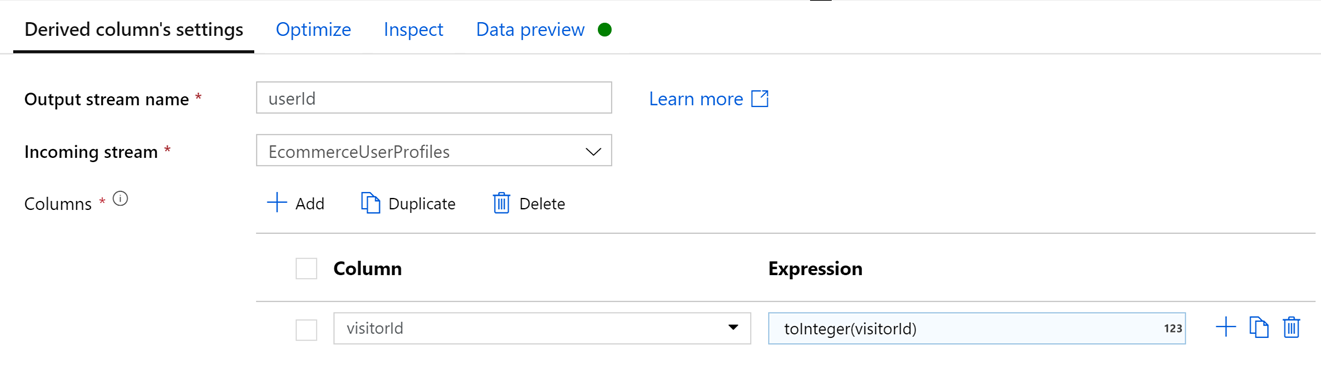 Derived column's settings Optimize Inspect Data preview
Output stream name * userId Learn more
Incoming stream * EcommerceUserProfiles
Columns * Add Duplicate Delete
Column Expression
visitorId toInteger(visitorId) 123